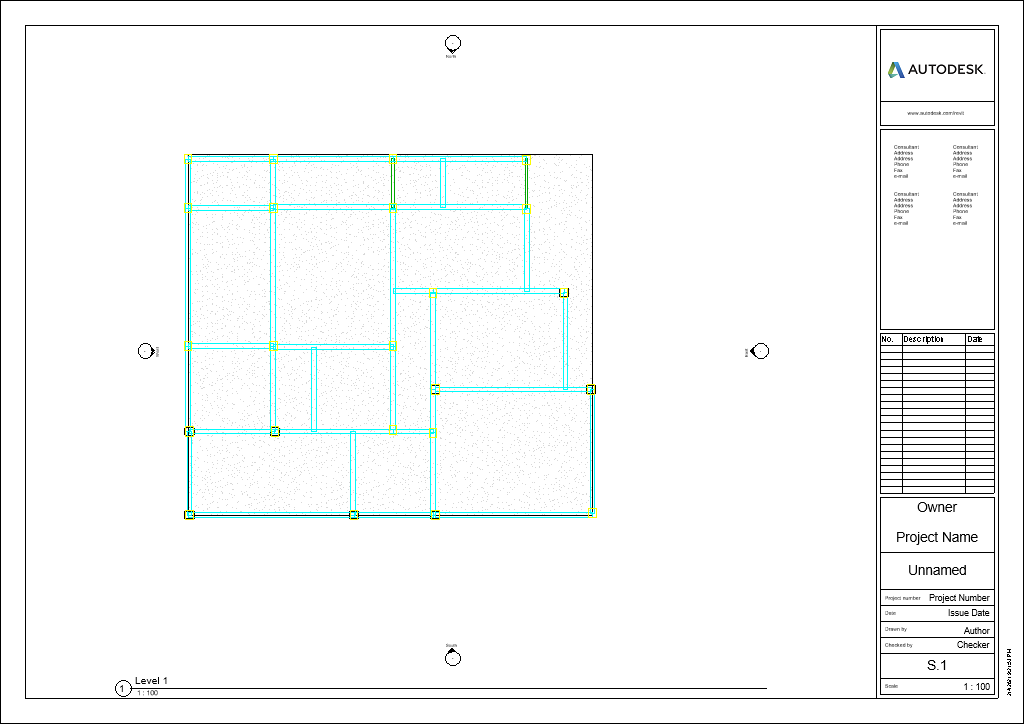 North
AUTODESK.
www.autodesk.com/revit
Consultant
Address
Address
Phone
Fax
e-mail
Consultant
Address
Address
Phone
Fax
e-mail
Consultant
Address
Address
Phone
Fax
e-mail
Consultant
Address
Address
Phone
Fax
e-mail
No. Description Date
Owner
Project Name
Unnamed
Project number Project Number
Date Issue Date
Drawn by Author
Checked by Checker
S.1
Scale 1 : 100
South
1 Level 1
1 : 100